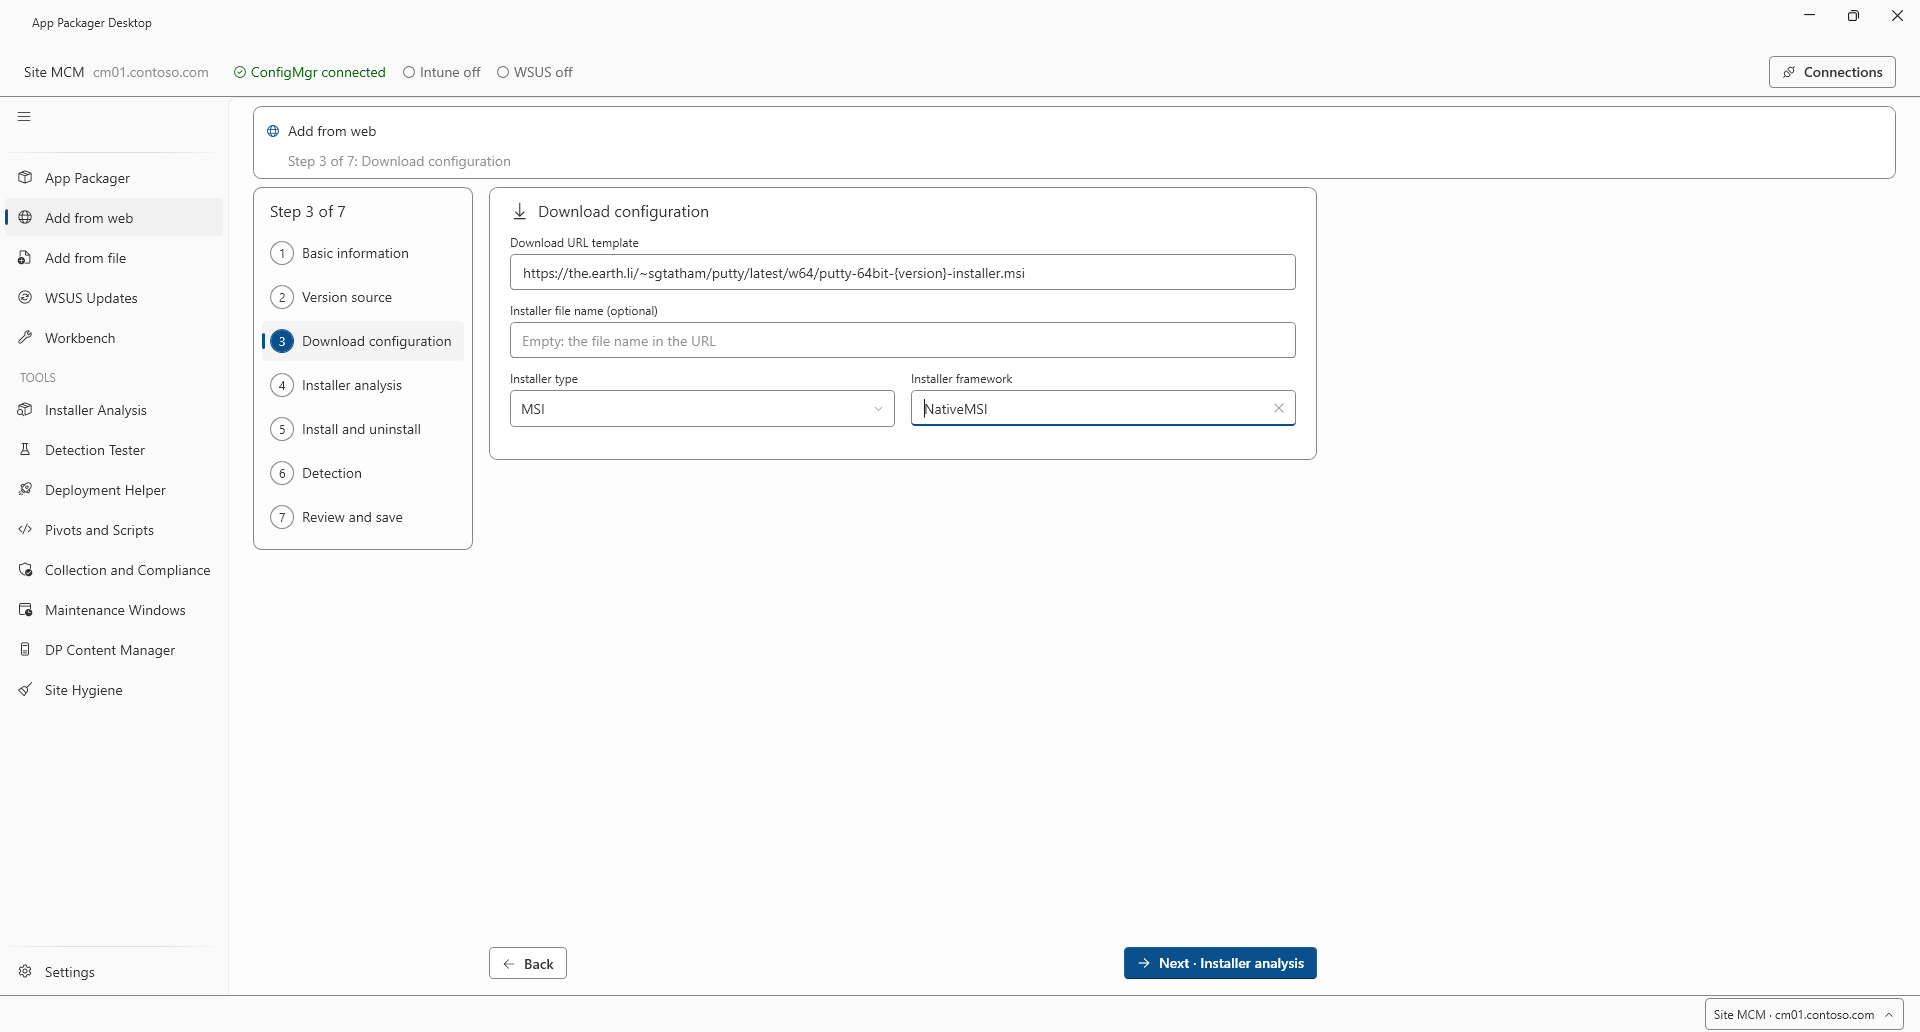 App Packager Desktop
Site MCM cm01.contoso.com ConfigMgr connected Intune off WSUS off
Connections
Add from web
Step 3 of 7: Download configuration
App Packager
Add from web
Add from file
WSUS Updates
Workbench
TOOLS
Installer Analysis
Detection Tester
Deployment Helper
Pivots and Scripts
Collection and Compliance
Maintenance Windows
DP Content Manager
Site Hygiene
Settings
Step 3 of 7
1 Basic information
2 Version source
3 Download configuration
4 Installer analysis
5 Install and uninstall
6 Detection
7 Review and save
Download configuration
Download URL template
https://the.earth.li/~sgtatham/putty/latest/w64/putty-64bit-{version}-installer.msi
Installer file name (optional)
Empty: the file name in the URL
Installer type Installer framework
MSI NativeMSI
Back
Next · Installer analysis
Site MCM · cm01.contoso.com